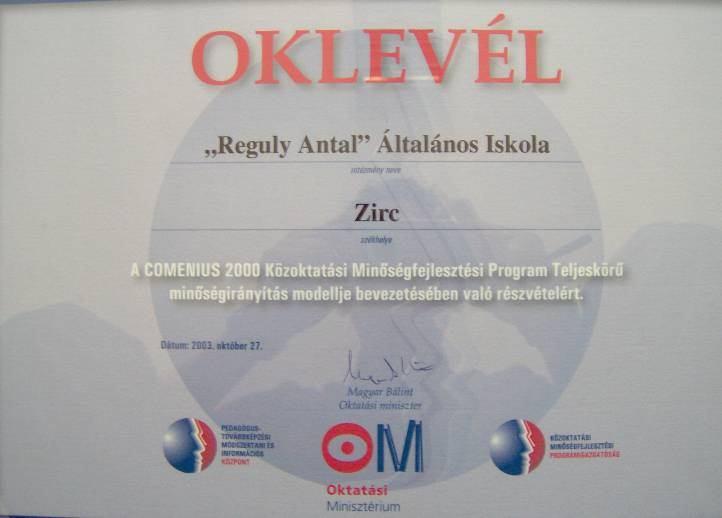 OKLEVÉL
„Reguly Antal” Általános Iskola
intézmény neve
Zirc
székhelye
A COMENIUS 2000 Közoktatási Minőségfejlesztési Program Teljeskörű
minőségirányítás modellje bevezetésében való részvételért.
Dátum: 2003. október 27.
Magyar Bálint
Oktatási miniszter
PEDAGÓGUS-
TOVÁBBKÉPZÉSI
MÓDSZERTANI ÉS
INFORMÁCIÓS
KÖZPONT
OM
Oktatási
Minisztérium
KÖZOKTATÁSI
MINŐSÉGFEJLESZTÉSI
PROGRAMIGAZGATÓSÁG